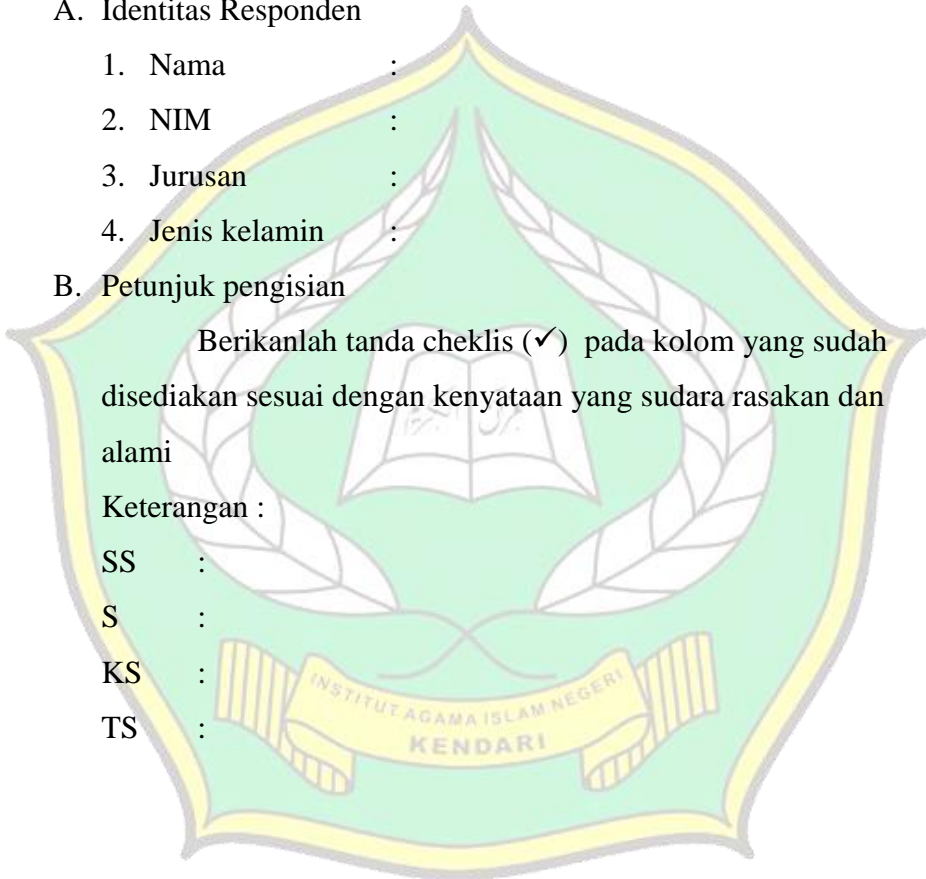 A. Identitas Responden
1. Nama :
2. NIM :
3. Jurusan :
4. Jenis kelamin :
B. Petunjuk pengisian
Berikanlah tanda cheklis (✓) pada kolom yang sudah
disediakan sesuai dengan kenyataan yang sudara rasakan dan
alami
Keterangan :
SS :
S :
KS :
TS :
INSTITUT AGAMA ISLAM NEGERI
KENDARI